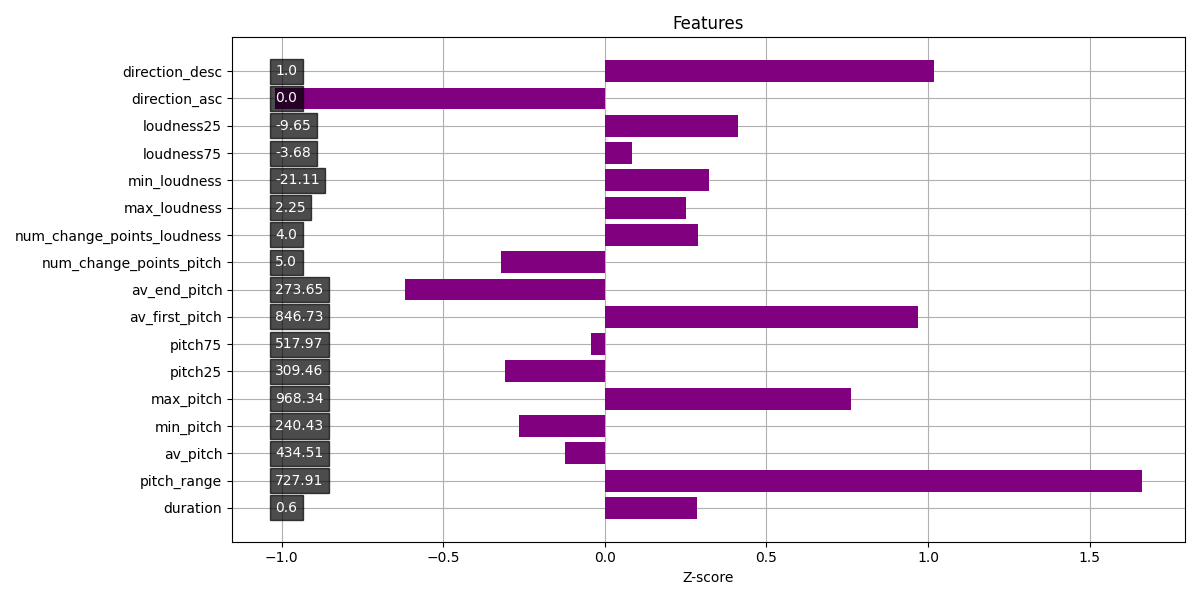 Features
direction_desc 1.0
direction_asc 0.0
loudness25 -9.65
loudness75 -3.68
min_loudness -21.11
max_loudness 2.25
num_change_points_loudness 4.0
num_change_points_pitch 5.0
av_end_pitch 273.65
av_first_pitch 846.73
pitch75 517.97
pitch25 309.46
max_pitch 968.34
min_pitch 240.43
av_pitch 434.51
pitch_range 727.91
duration 0.6
−1.0 −0.5 0.0 0.5 1.0 1.5
Z-score